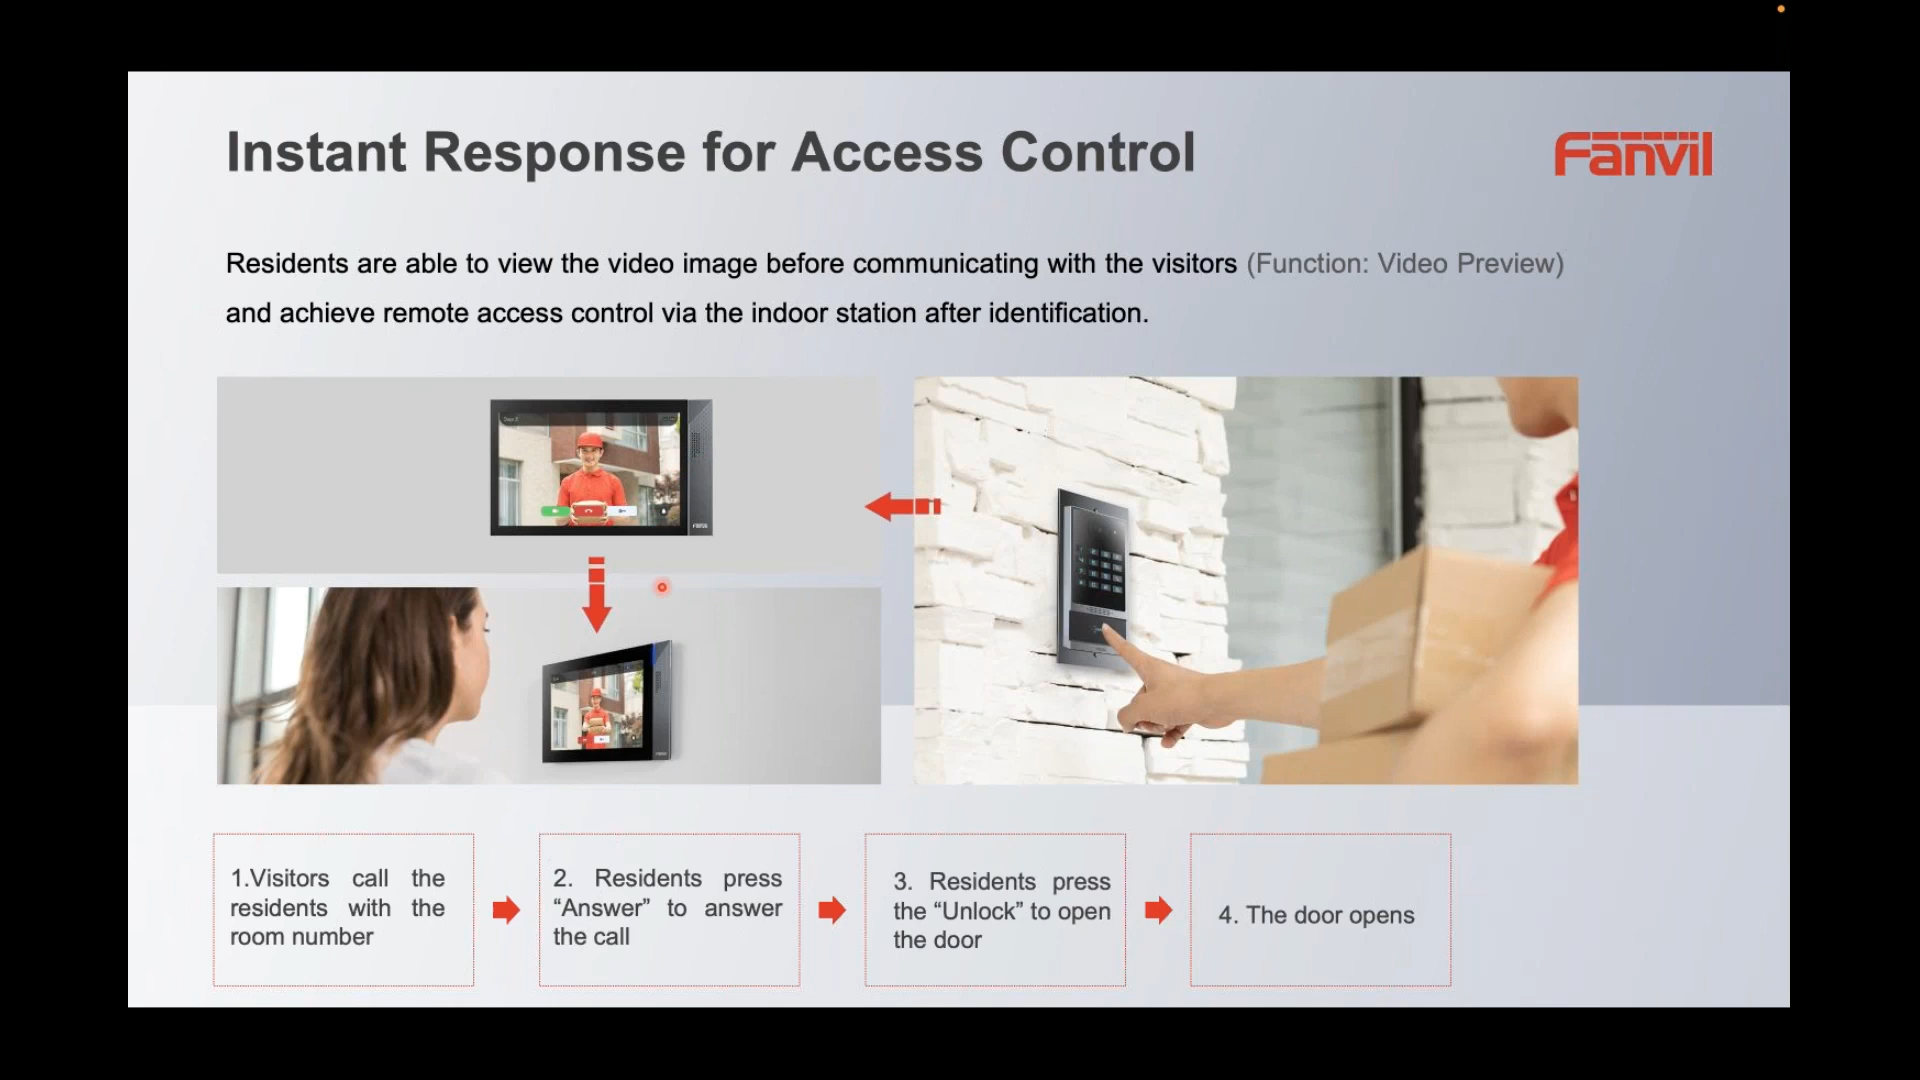 Instant Response for Access Control
Fanvil
Residents are able to view the video image before communicating with the visitors (Function: Video Preview)
and achieve remote access control via the indoor station after identification.
1.Visitors call the
residents with the
room number
2. Residents press
“Answer” to answer
the call
3. Residents press
the “Unlock” to open
the door
4. The door opens